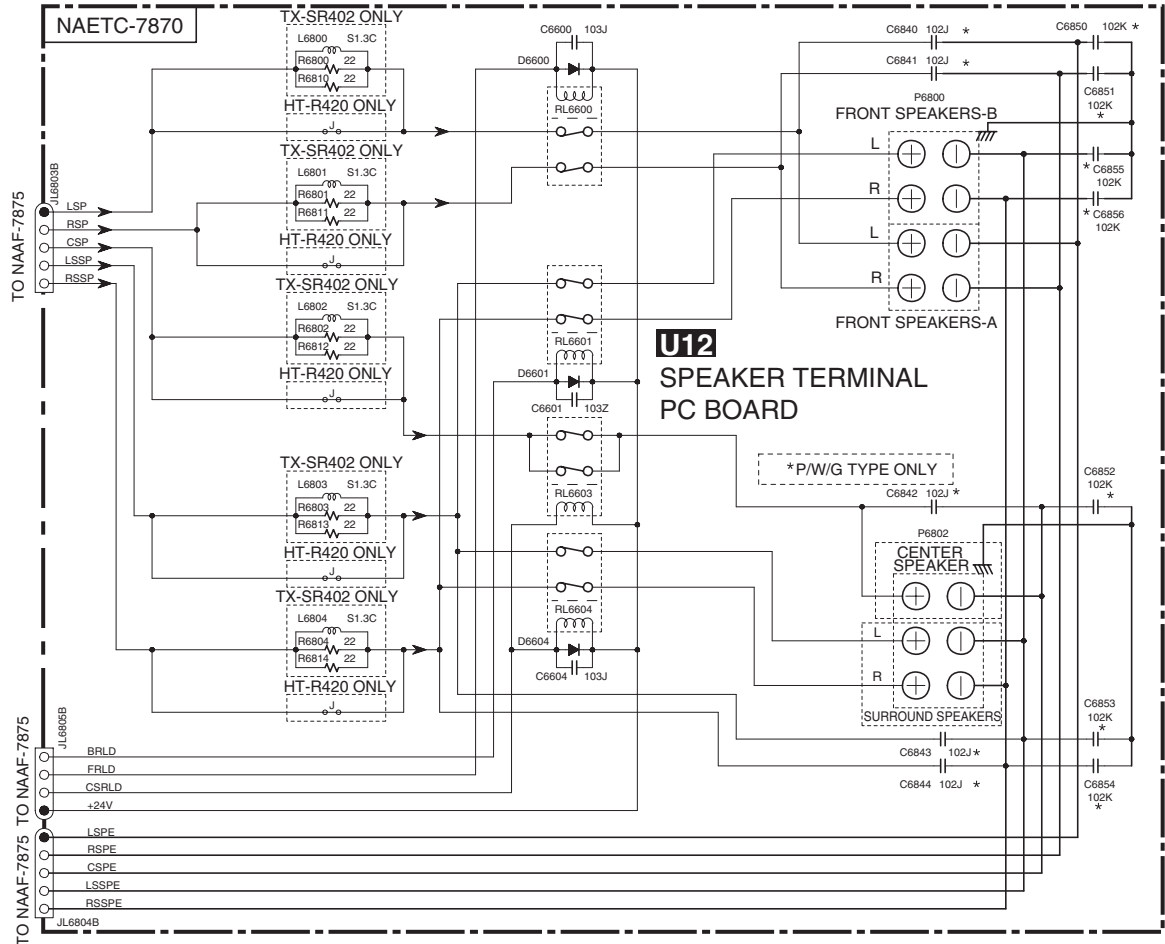 NAETC-7870
TX-SR402 ONLY
L6800 S1.3C
R6800 22
R6810 22
HT-R420 ONLY
J
C6600 103J
D6600
RL6600
C6840 102J *
C6850 102K *
C6841 102J *
C6851
102K
*
P6800
FRONT SPEAKERS-B
L
R
L
R
FRONT SPEAKERS-A
* C6855
102K
* C6856
102K
TO NAAF-7875
JL6803B
LSP
RSP
CSP
LSSP
RSSP
TX-SR402 ONLY
L6801 S1.3C
R6801 22
R6811 22
HT-R420 ONLY
J
TX-SR402 ONLY
L6802 S1.3C
R6802 22
R6812 22
HT-R420 ONLY
J
RL6601
D6601
C6601 103Z
U12
SPEAKER TERMINAL
PC BOARD
RL6603
*P/W/G TYPE ONLY
C6842 102J *
C6852
102K
*
TX-SR402 ONLY
L6803 S1.3C
R6803 22
R6813 22
HT-R420 ONLY
J
P6802
CENTER
SPEAKER
L
R
SURROUND SPEAKERS
TX-SR402 ONLY
L6804 S1.3C
R6804 22
R6814 22
HT-R420 ONLY
J
RL6604
D6604
C6604 103J
C6853
102K
*
C6843 102J *
C6844 102J *
C6854
102K
*
TO NAAF-7875
JL6805B
BRLD
FRLD
CSRLD
+24V
TO NAAF-7875
LSPE
RSPE
CSPE
LSSPE
RSSPE
JL6804B